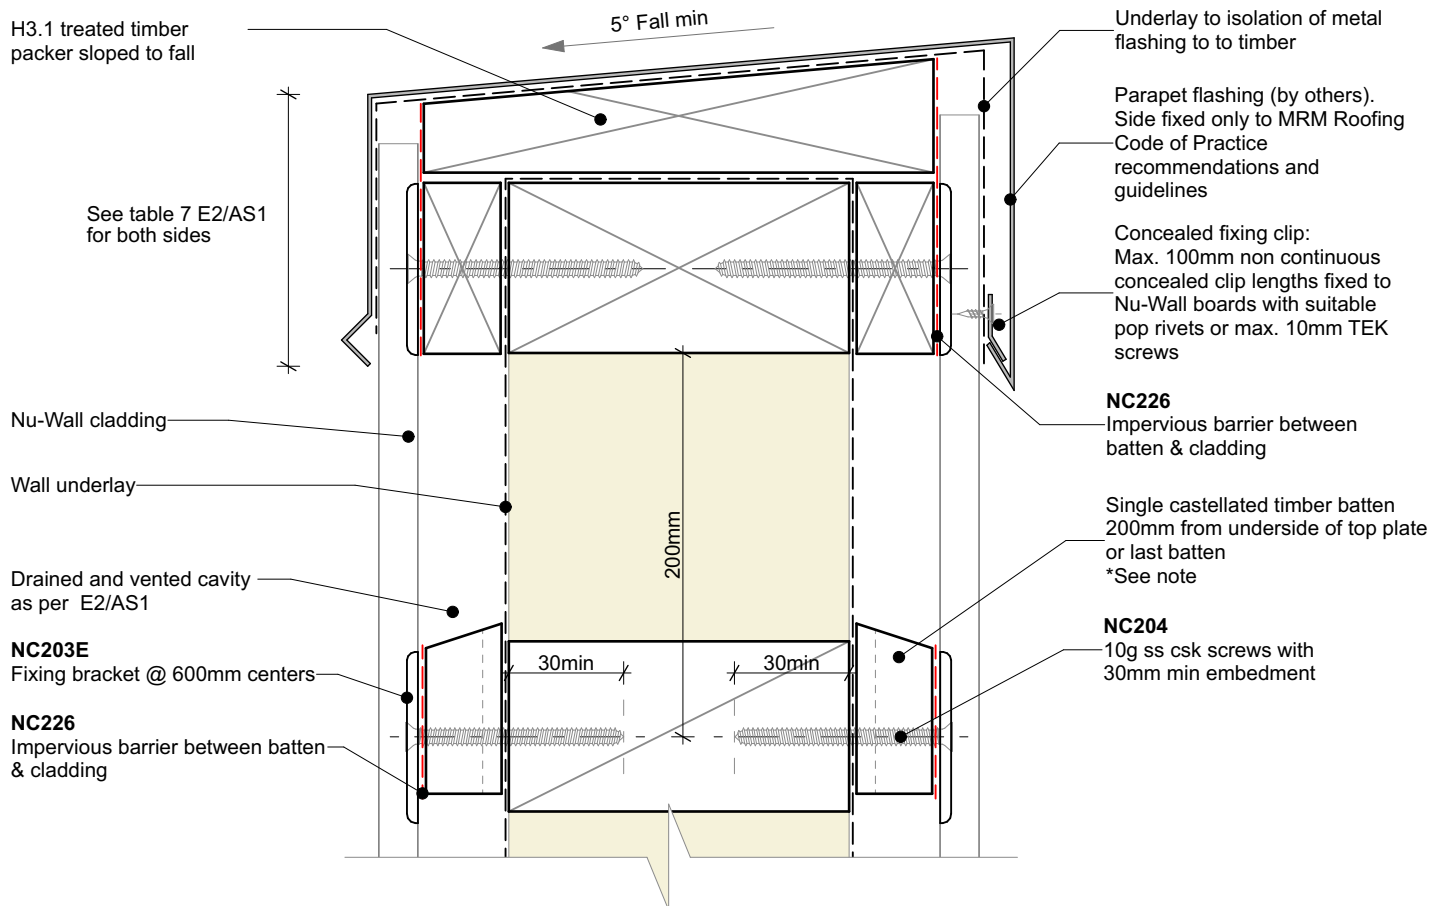 H3.1 treated timber
packer sloped to fall
5° Fall min
Underlay to isolation of metal
flashing to to timber
Parapet flashing (by others).
Side fixed only to MRM Roofing
Code of Practice
recommendations and
guidelines
See table 7 E2/AS1
for both sides
Concealed fixing clip:
Max. 100mm non continuous
concealed clip lengths fixed to
Nu-Wall boards with suitable
pop rivets or max. 10mm TEK
screws
NC226
Impervious barrier between
batten & cladding
Nu-Wall cladding
Wall underlay
200mm
Single castellated timber batten
200mm from underside of top plate
or last batten
*See note
Drained and vented cavity
as per E2/AS1
NC203E
Fixing bracket @ 600mm centers
30min
30min
NC204
10g ss csk screws with
30mm min embedment
NC226
Impervious barrier between batten
& cladding